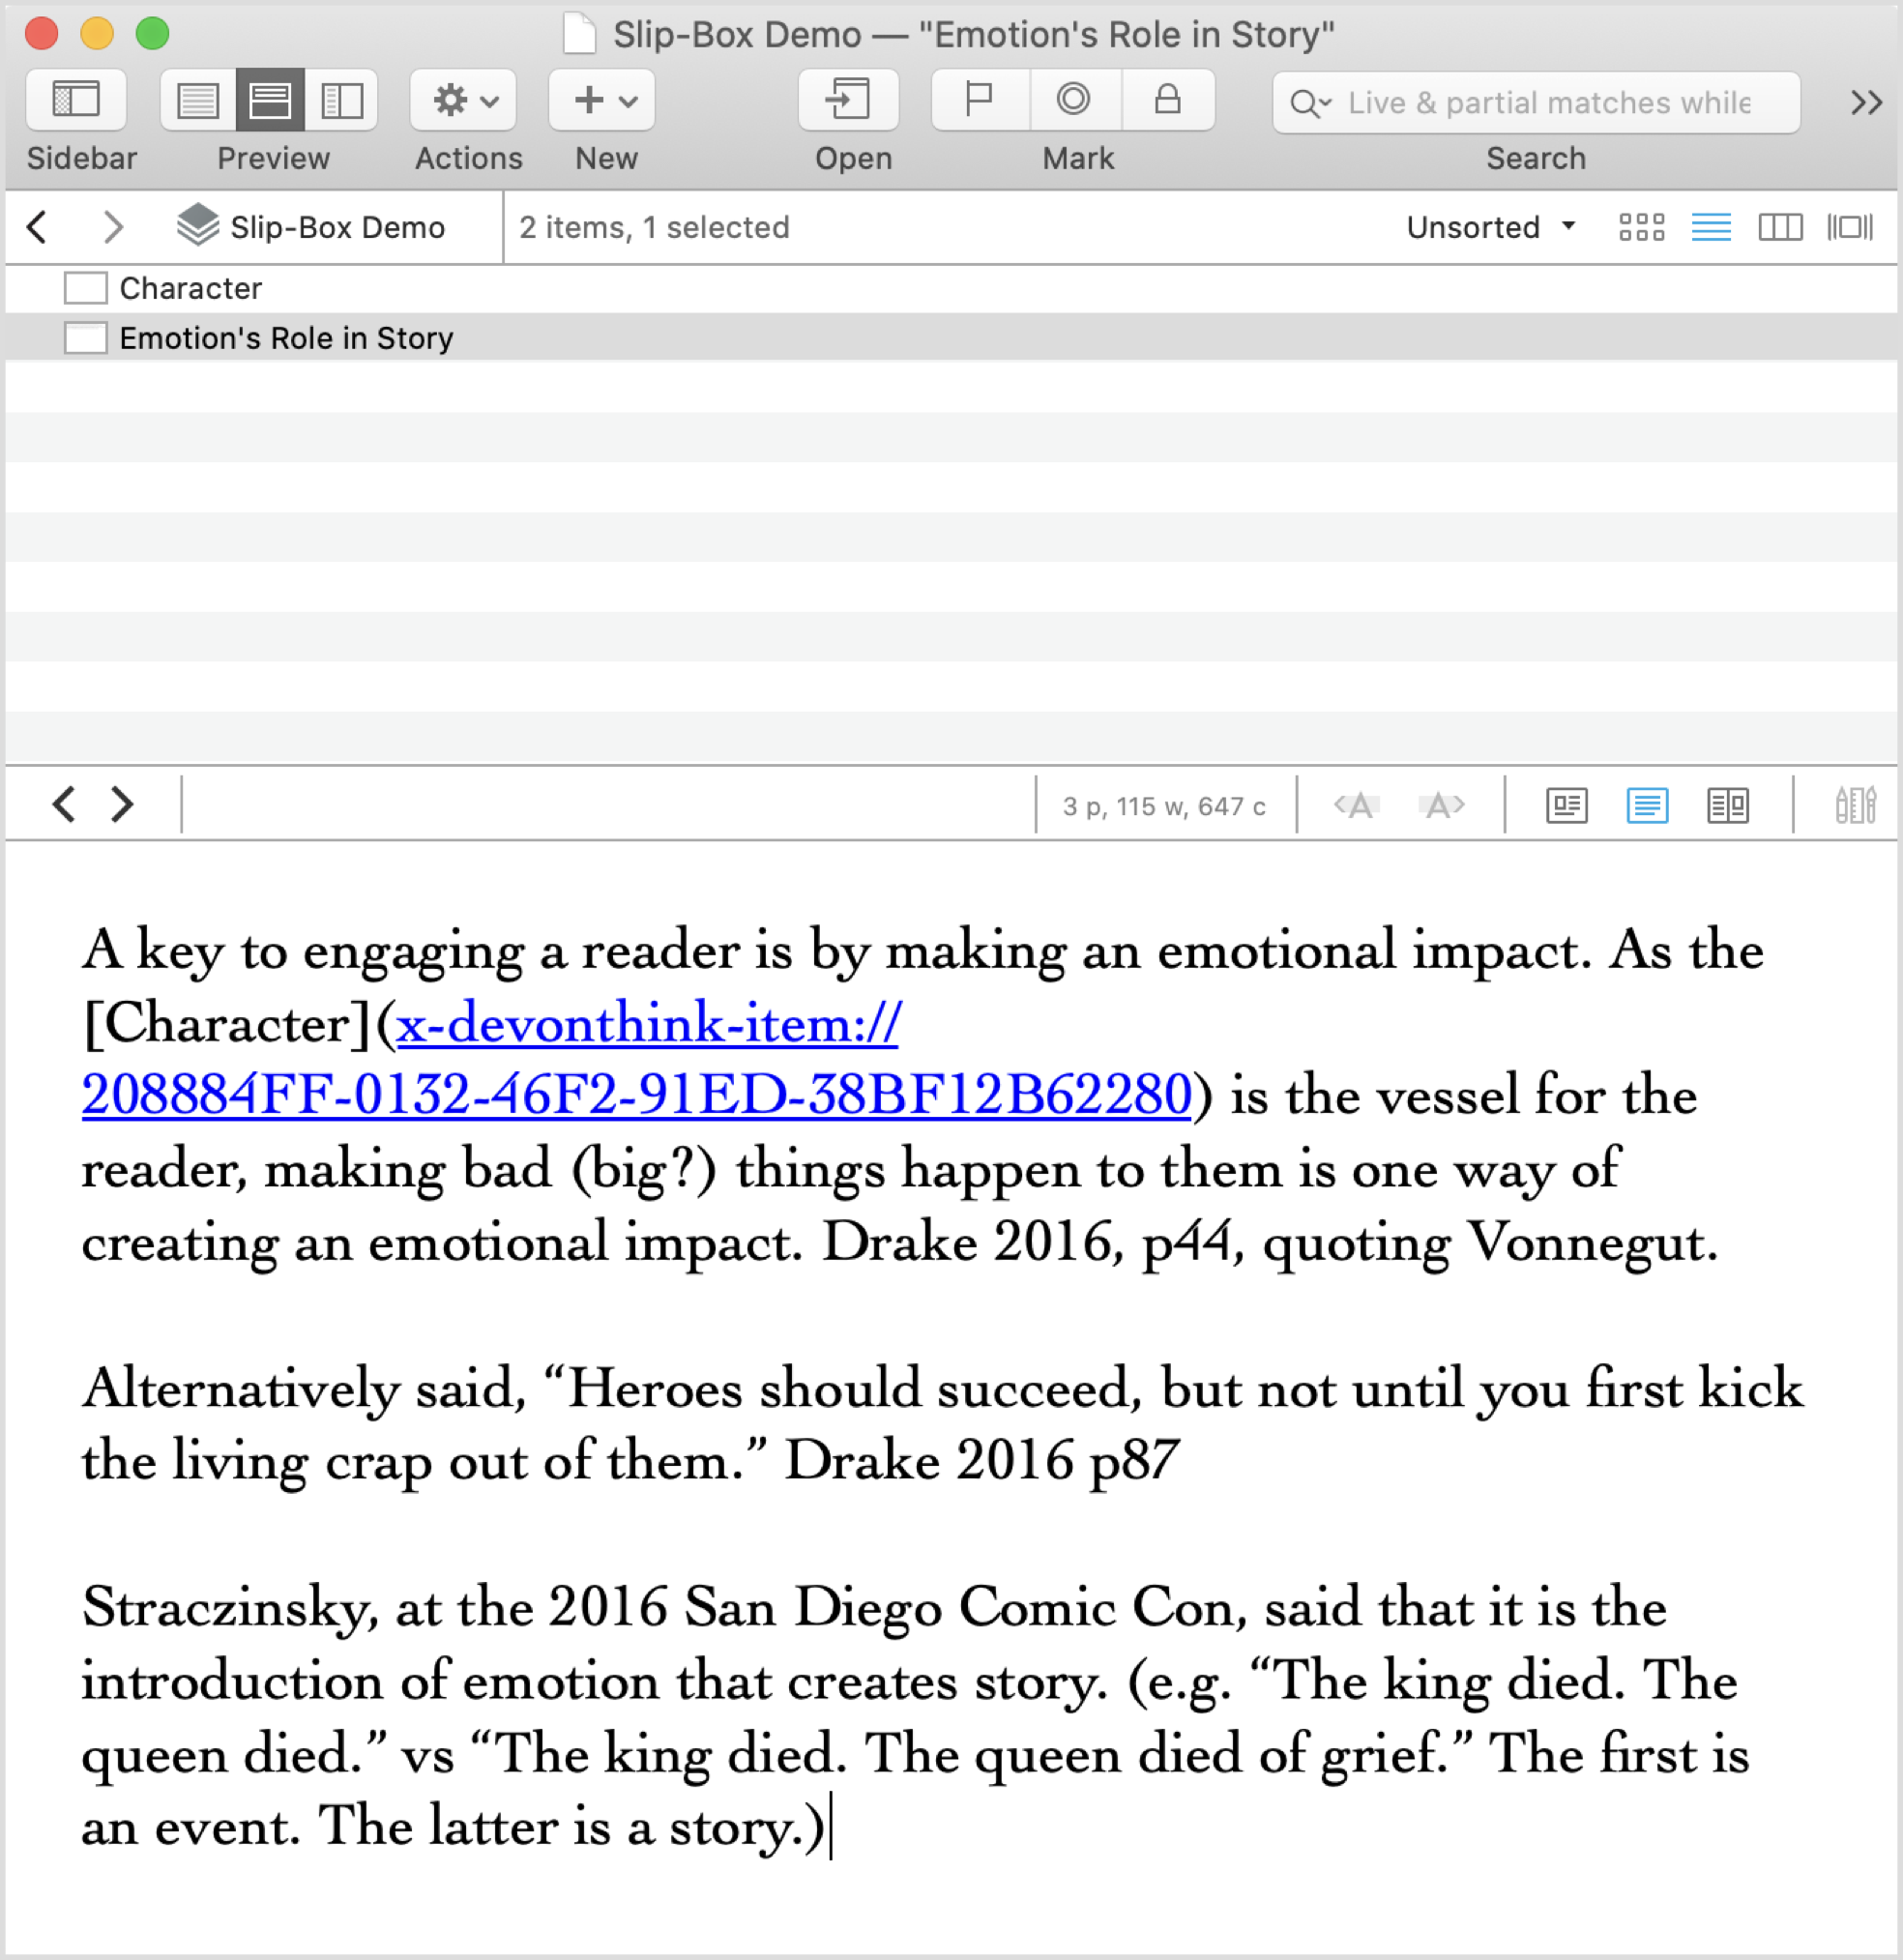 Slip-Box Demo — "Emotion's Role in Story"
Live & partial matches while
Sidebar Preview Actions New Open Mark Search
Slip-Box Demo 2 items, 1 selected Unsorted
Character
Emotion's Role in Story
3 p, 115 w, 647 c <A A>
A key to engaging a reader is by making an emotional impact. As the
[Character](x-devonthink-item://
208884FF-0132-46F2-91ED-38BF12B62280) is the vessel for the
reader, making bad (big?) things happen to them is one way of
creating an emotional impact. Drake 2016, p44, quoting Vonnegut.
Alternatively said, “Heroes should succeed, but not until you first kick
the living crap out of them.” Drake 2016 p87
Straczinsky, at the 2016 San Diego Comic Con, said that it is the
introduction of emotion that creates story. (e.g. “The king died. The
queen died.” vs “The king died. The queen died of grief.” The first is
an event. The latter is a story.)